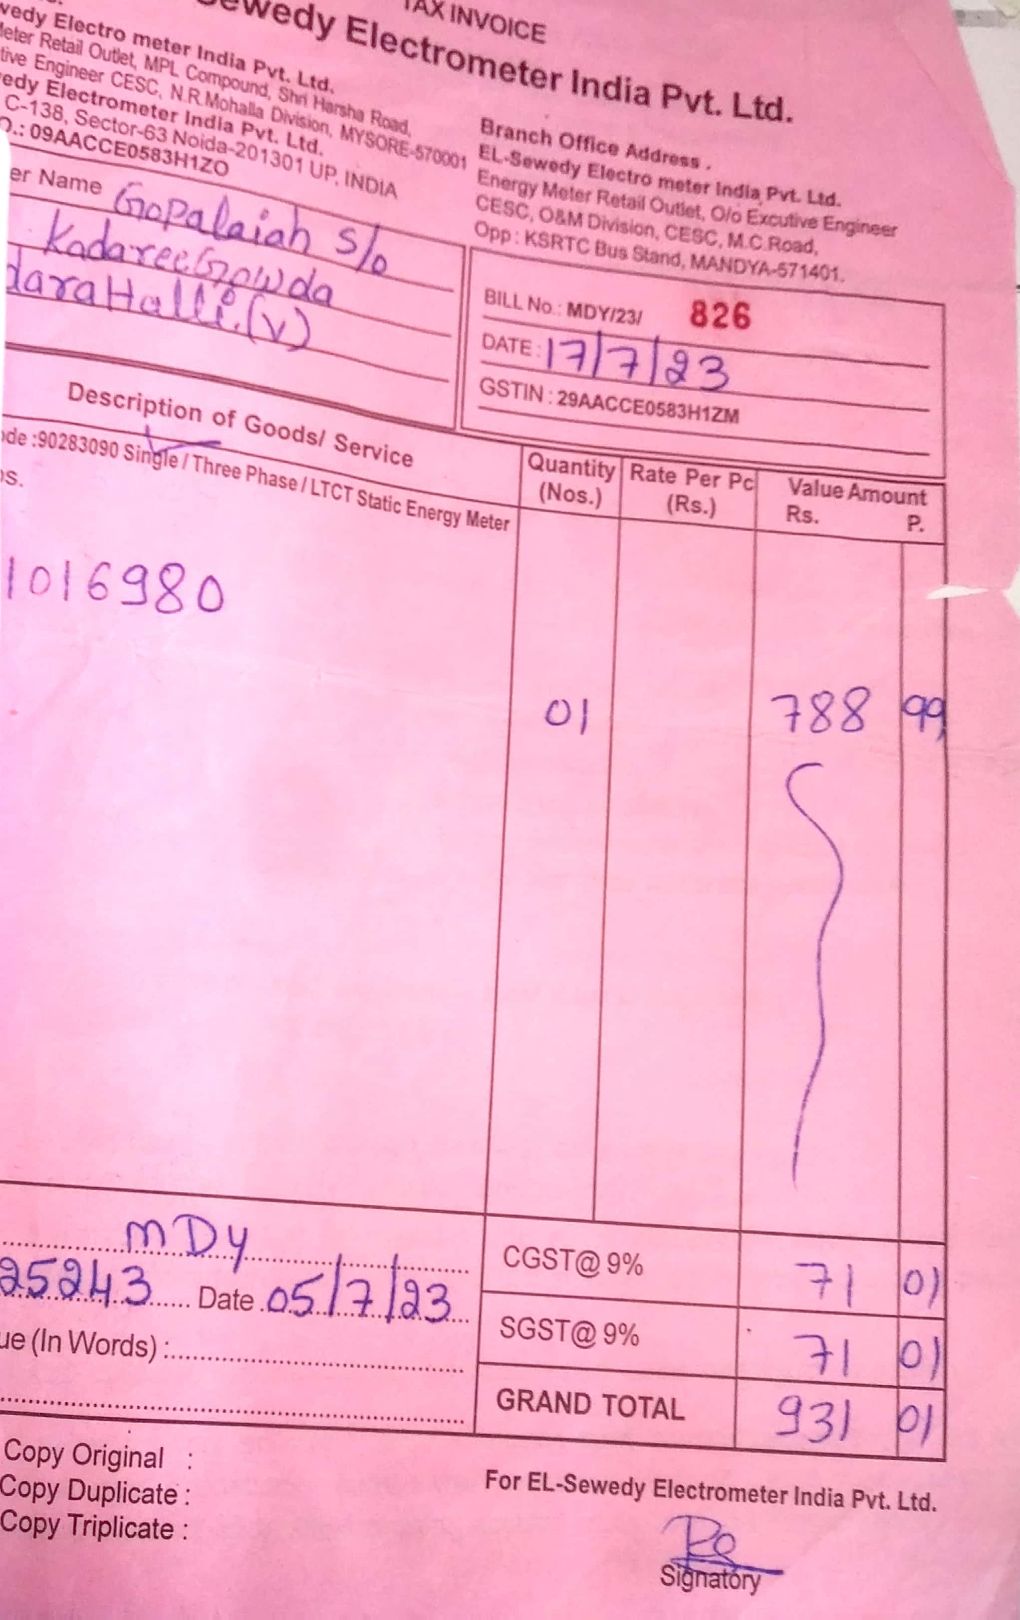 TAX INVOICE
Sewedy Electrometer India Pvt. Ltd.
wedy Electro meter India Pvt. Ltd.
Meter Retail Outlet, MPL Compound, Shri Harsha Road,
tive Engineer CESC, N.R.Mohalla Division, MYSORE-570001
edy Electrometer India Pvt. Ltd.
C-138, Sector-63 Noida-201301 UP, INDIA
O.: 09AACCE0583H1ZO
Branch Office Address .
EL-Sewedy Electro meter India Pvt. Ltd.
Energy Meter Retail Outlet, O/o Excutive Engineer
CESC, O&M Division, CESC, M.C.Road,
Opp : KSRTC Bus Stand, MANDYA-571401.
er Name Gopalaiah S/o
KadareeGowda
daraHalli.(V)
BILL No.: MDY/23/ 826
DATE : 17/7/23
GSTIN : 29AACCE0583H1ZM
Description of Goods/ Service
Quantity (Nos.)
Rate Per Pc (Rs.)
Value Amount
Rs. P.
ode :90283090 Single / Three Phase / LTCT Static Energy Meter
os.
1016980
01 788 99
MDY
25243 Date 05/7/23
ue (In Words) :
CGST@ 9% 71 01
SGST@ 9% 71 01
GRAND TOTAL 931 01
Copy Original :
Copy Duplicate :
Copy Triplicate :
For EL-Sewedy Electrometer India Pvt. Ltd.
Signatory